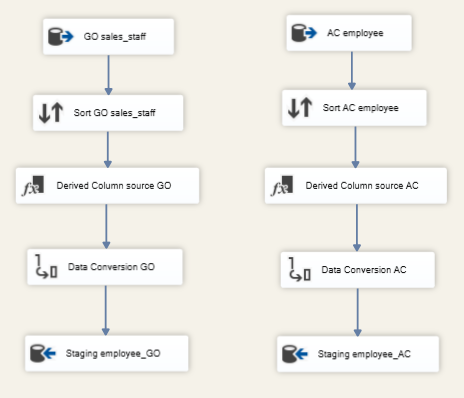 GO sales_staff
Sort GO sales_staff
Derived Column source GO
Data Conversion GO
Staging employee_GO
AC employee
Sort AC employee
Derived Column source AC
Data Conversion AC
Staging employee_AC